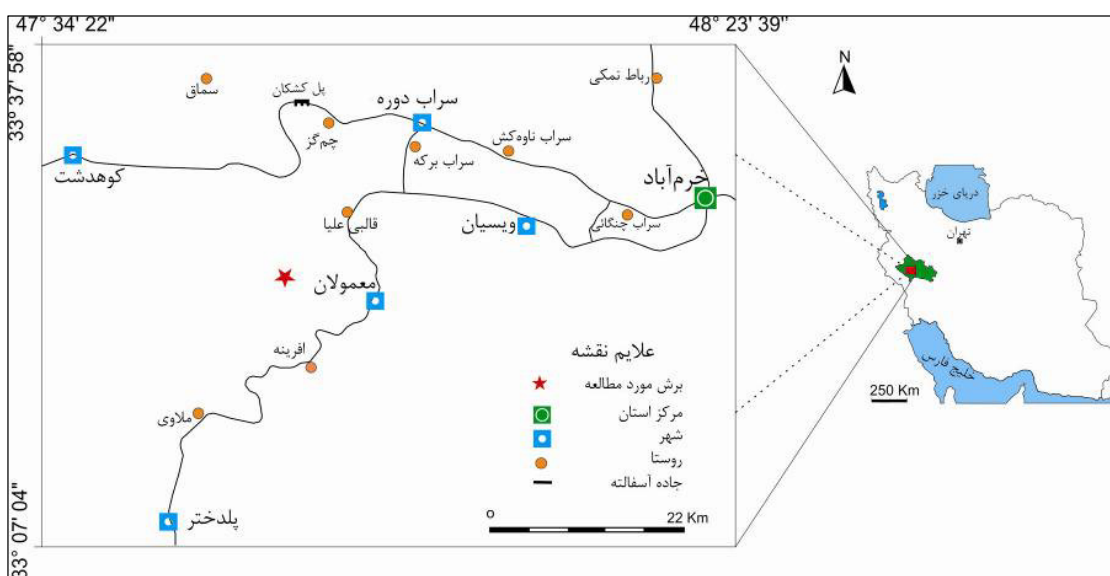 47° 34' 22"
48° 23' 39"
33° 37' 58"
33° 07' 04"
سماق
پل کشکان
سراب دوره
رباط نمکی
چم‌گز
سراب ناوه‌کش
سراب برکه
کوهدشت
خرم‌آباد
قالبی علیا
ویسیان
سراب چنگائی
معمولان
افرینه
ملاوی
پلدختر
علایم نقشه
برش مورد مطالعه
مرکز استان
شهر
روستا
جاده آسفالته
o 22 Km
N
دریای خزر
تهران
خلیج فارس
250 Km